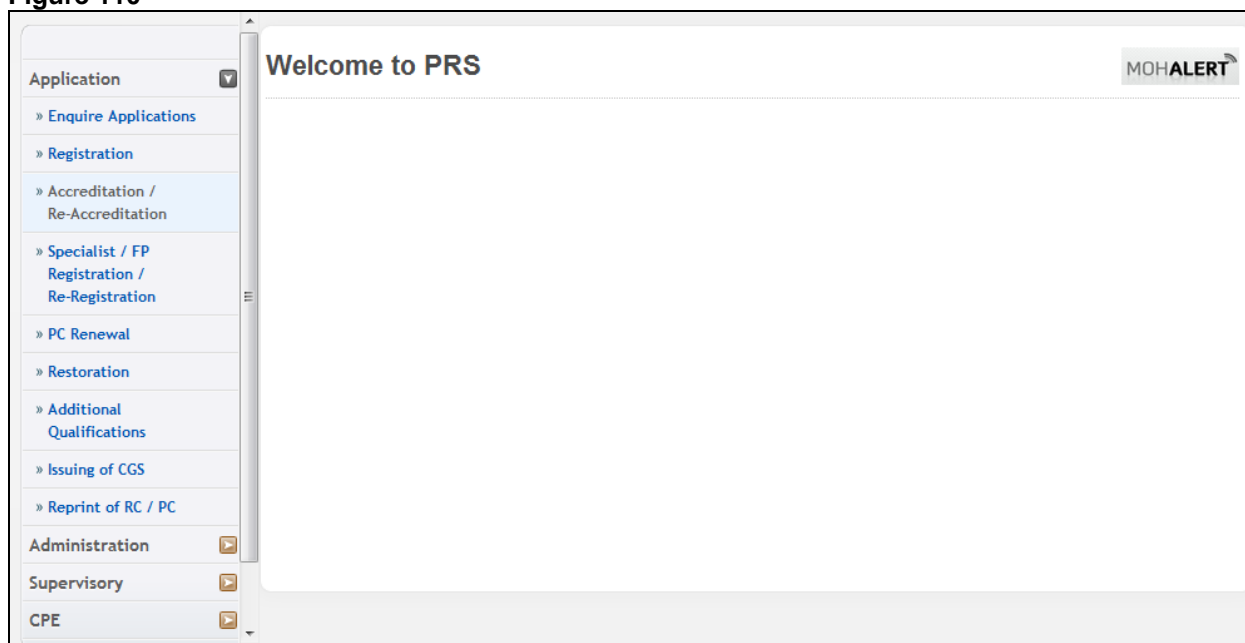 Application
» Enquire Applications
» Registration
» Accreditation /
Re-Accreditation
» Specialist / FP
Registration /
Re-Registration
» PC Renewal
» Restoration
» Additional
Qualifications
» Issuing of CGS
» Reprint of RC / PC
Administration
Supervisory
CPE
Welcome to PRS
MOHALERT